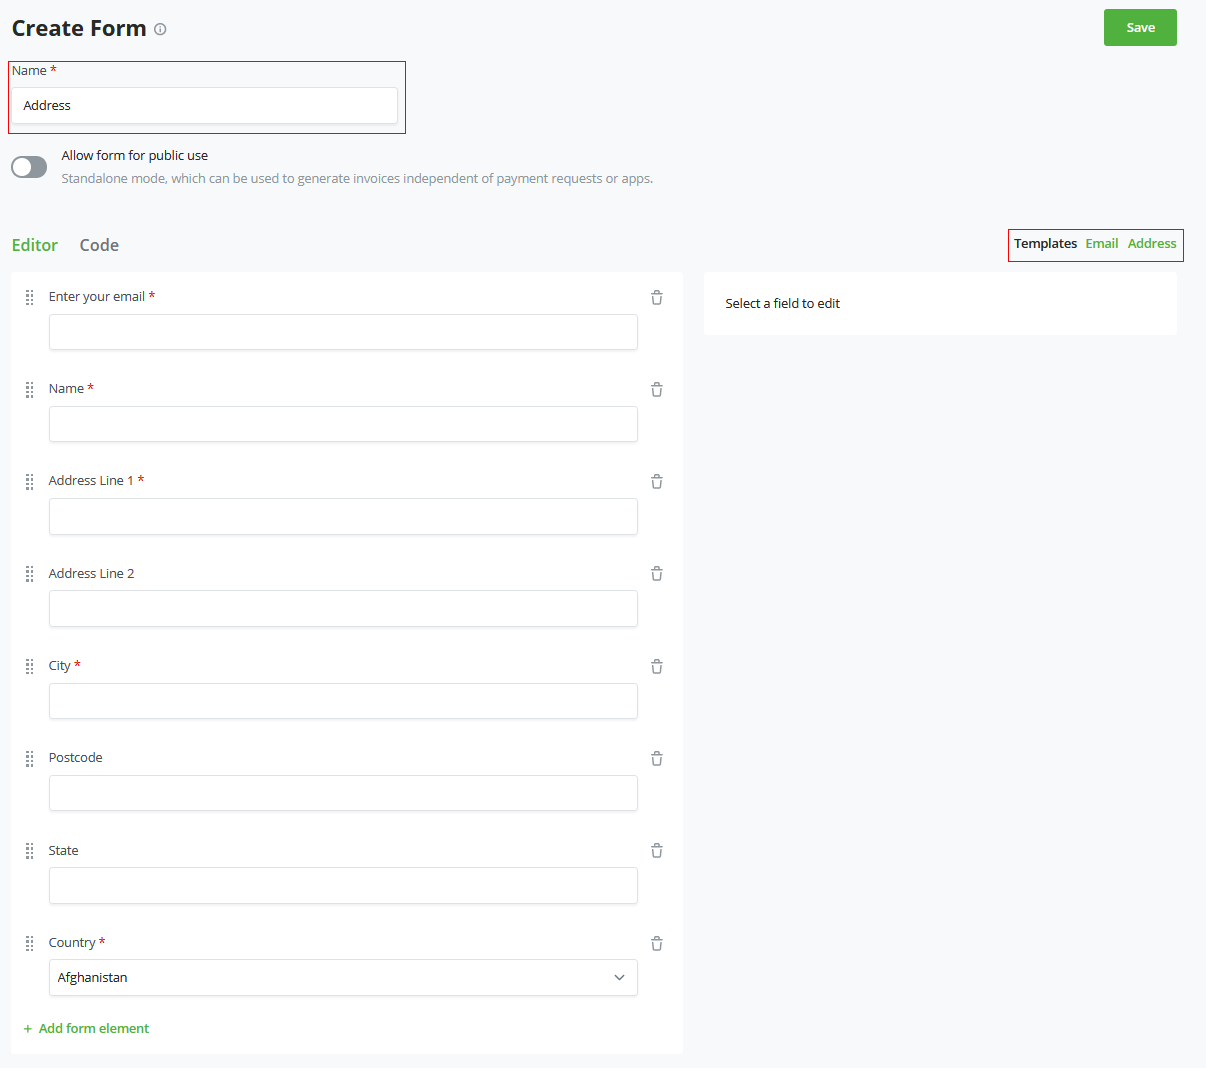 Create Form
Save
Name *
Address
Allow form for public use
Standalone mode, which can be used to generate invoices independent of payment requests or apps.
Editor Code
Templates Email Address
Enter your email *
Select a field to edit
Name *
Address Line 1 *
Address Line 2
City *
Postcode
State
Country *
Afghanistan
+ Add form element